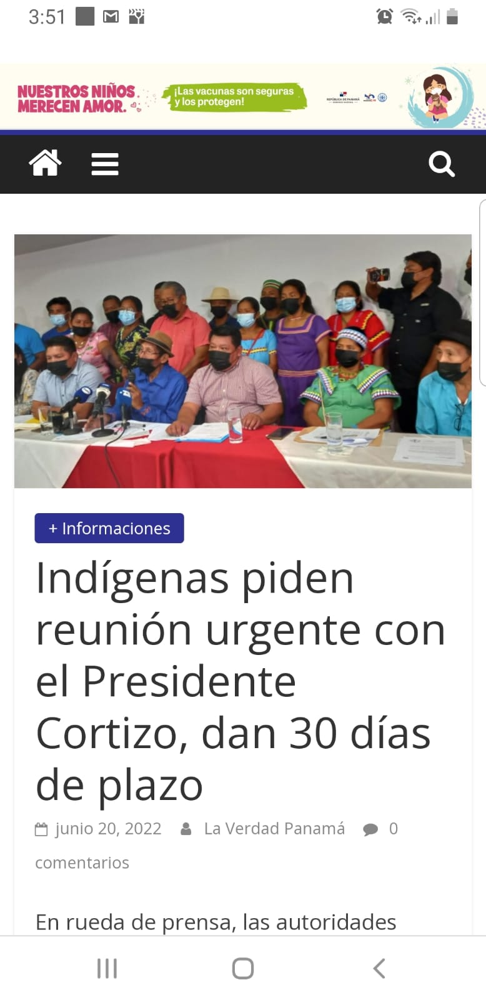 3:51
NUESTROS NIÑOS
MERECEN AMOR.
¡Las vacunas son seguras
y los protegen!
REPÚBLICA DE PANAMÁ
+ Informaciones
Indígenas piden
reunión urgente con
el Presidente
Cortizo, dan 30 días
de plazo
junio 20, 2022 La Verdad Panamá 0
comentarios
En rueda de prensa, las autoridades